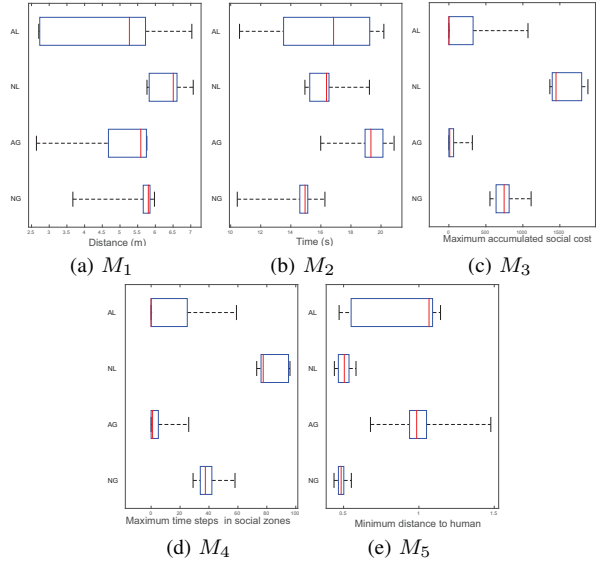 AL
NL
AG
NG
2.5 3 3.5 4 4.5 5 5.5 6 6.5 7
Distance (m)
(a) M1
AL
NL
AG
NG
10 12 14 16 18 20
Time (s)
(b) M2
AL
NL
AG
NG
0 500 1000 1500
Maximum accumulated social cost
(c) M3
AL
NL
AG
NG
0 20 40 60 80 100
Maximum time steps in social zones
(d) M4
AL
NL
AG
NG
0.5 1 1.5
Minimum distance to human
(e) M5